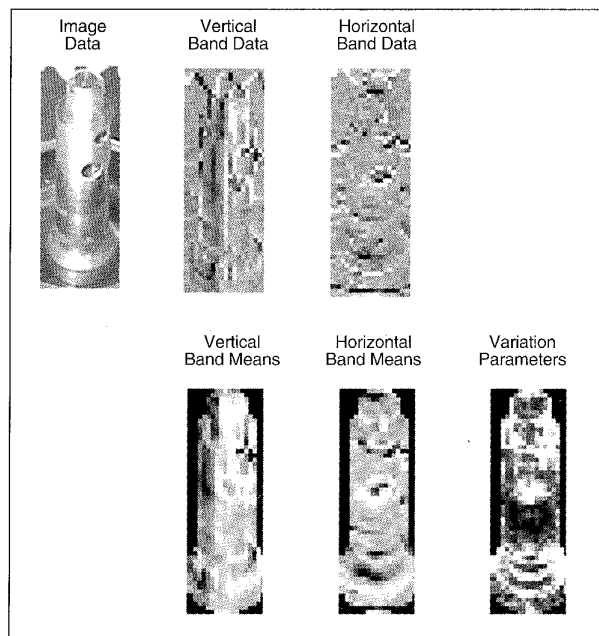 Image
Data
Vertical
Band Data
Horizontal
Band Data
Vertical
Band Means
Horizontal
Band Means
Variation
Parameters